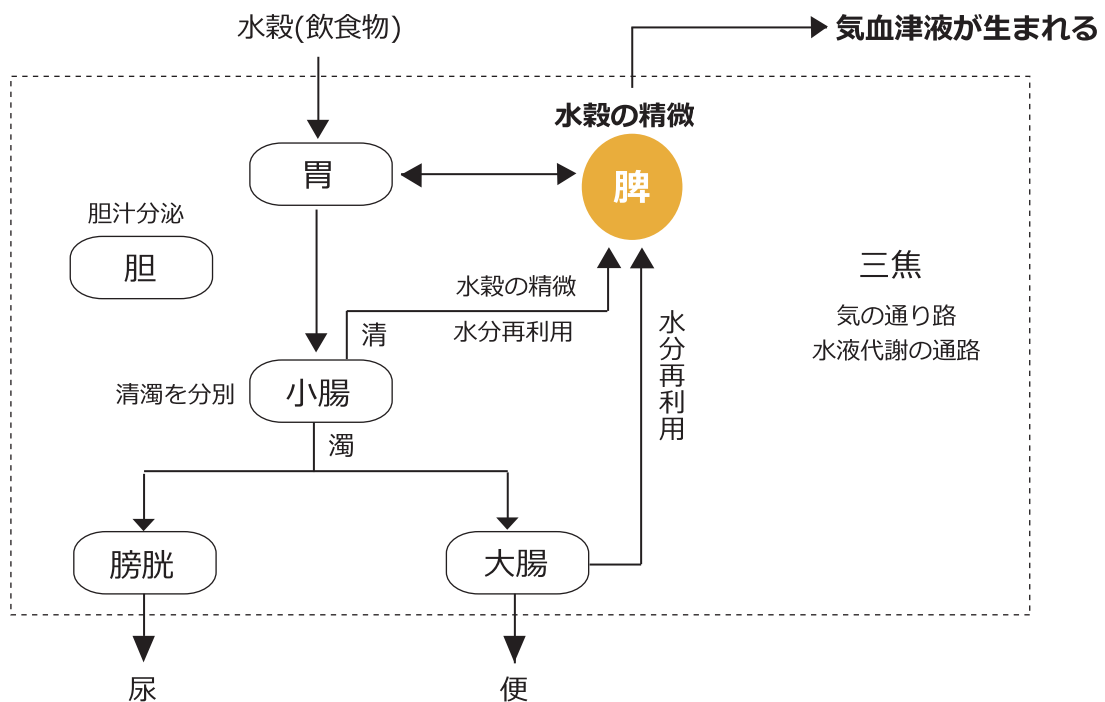 水穀(飲食物)
気血津液が生まれる
水穀の精微
胃
脾
胆汁分泌
胆
三焦
気の通り路
水液代謝の通路
水穀の精微
清
水分再利用
水分再利用
清濁を分別
小腸
濁
膀胱
大腸
尿
便